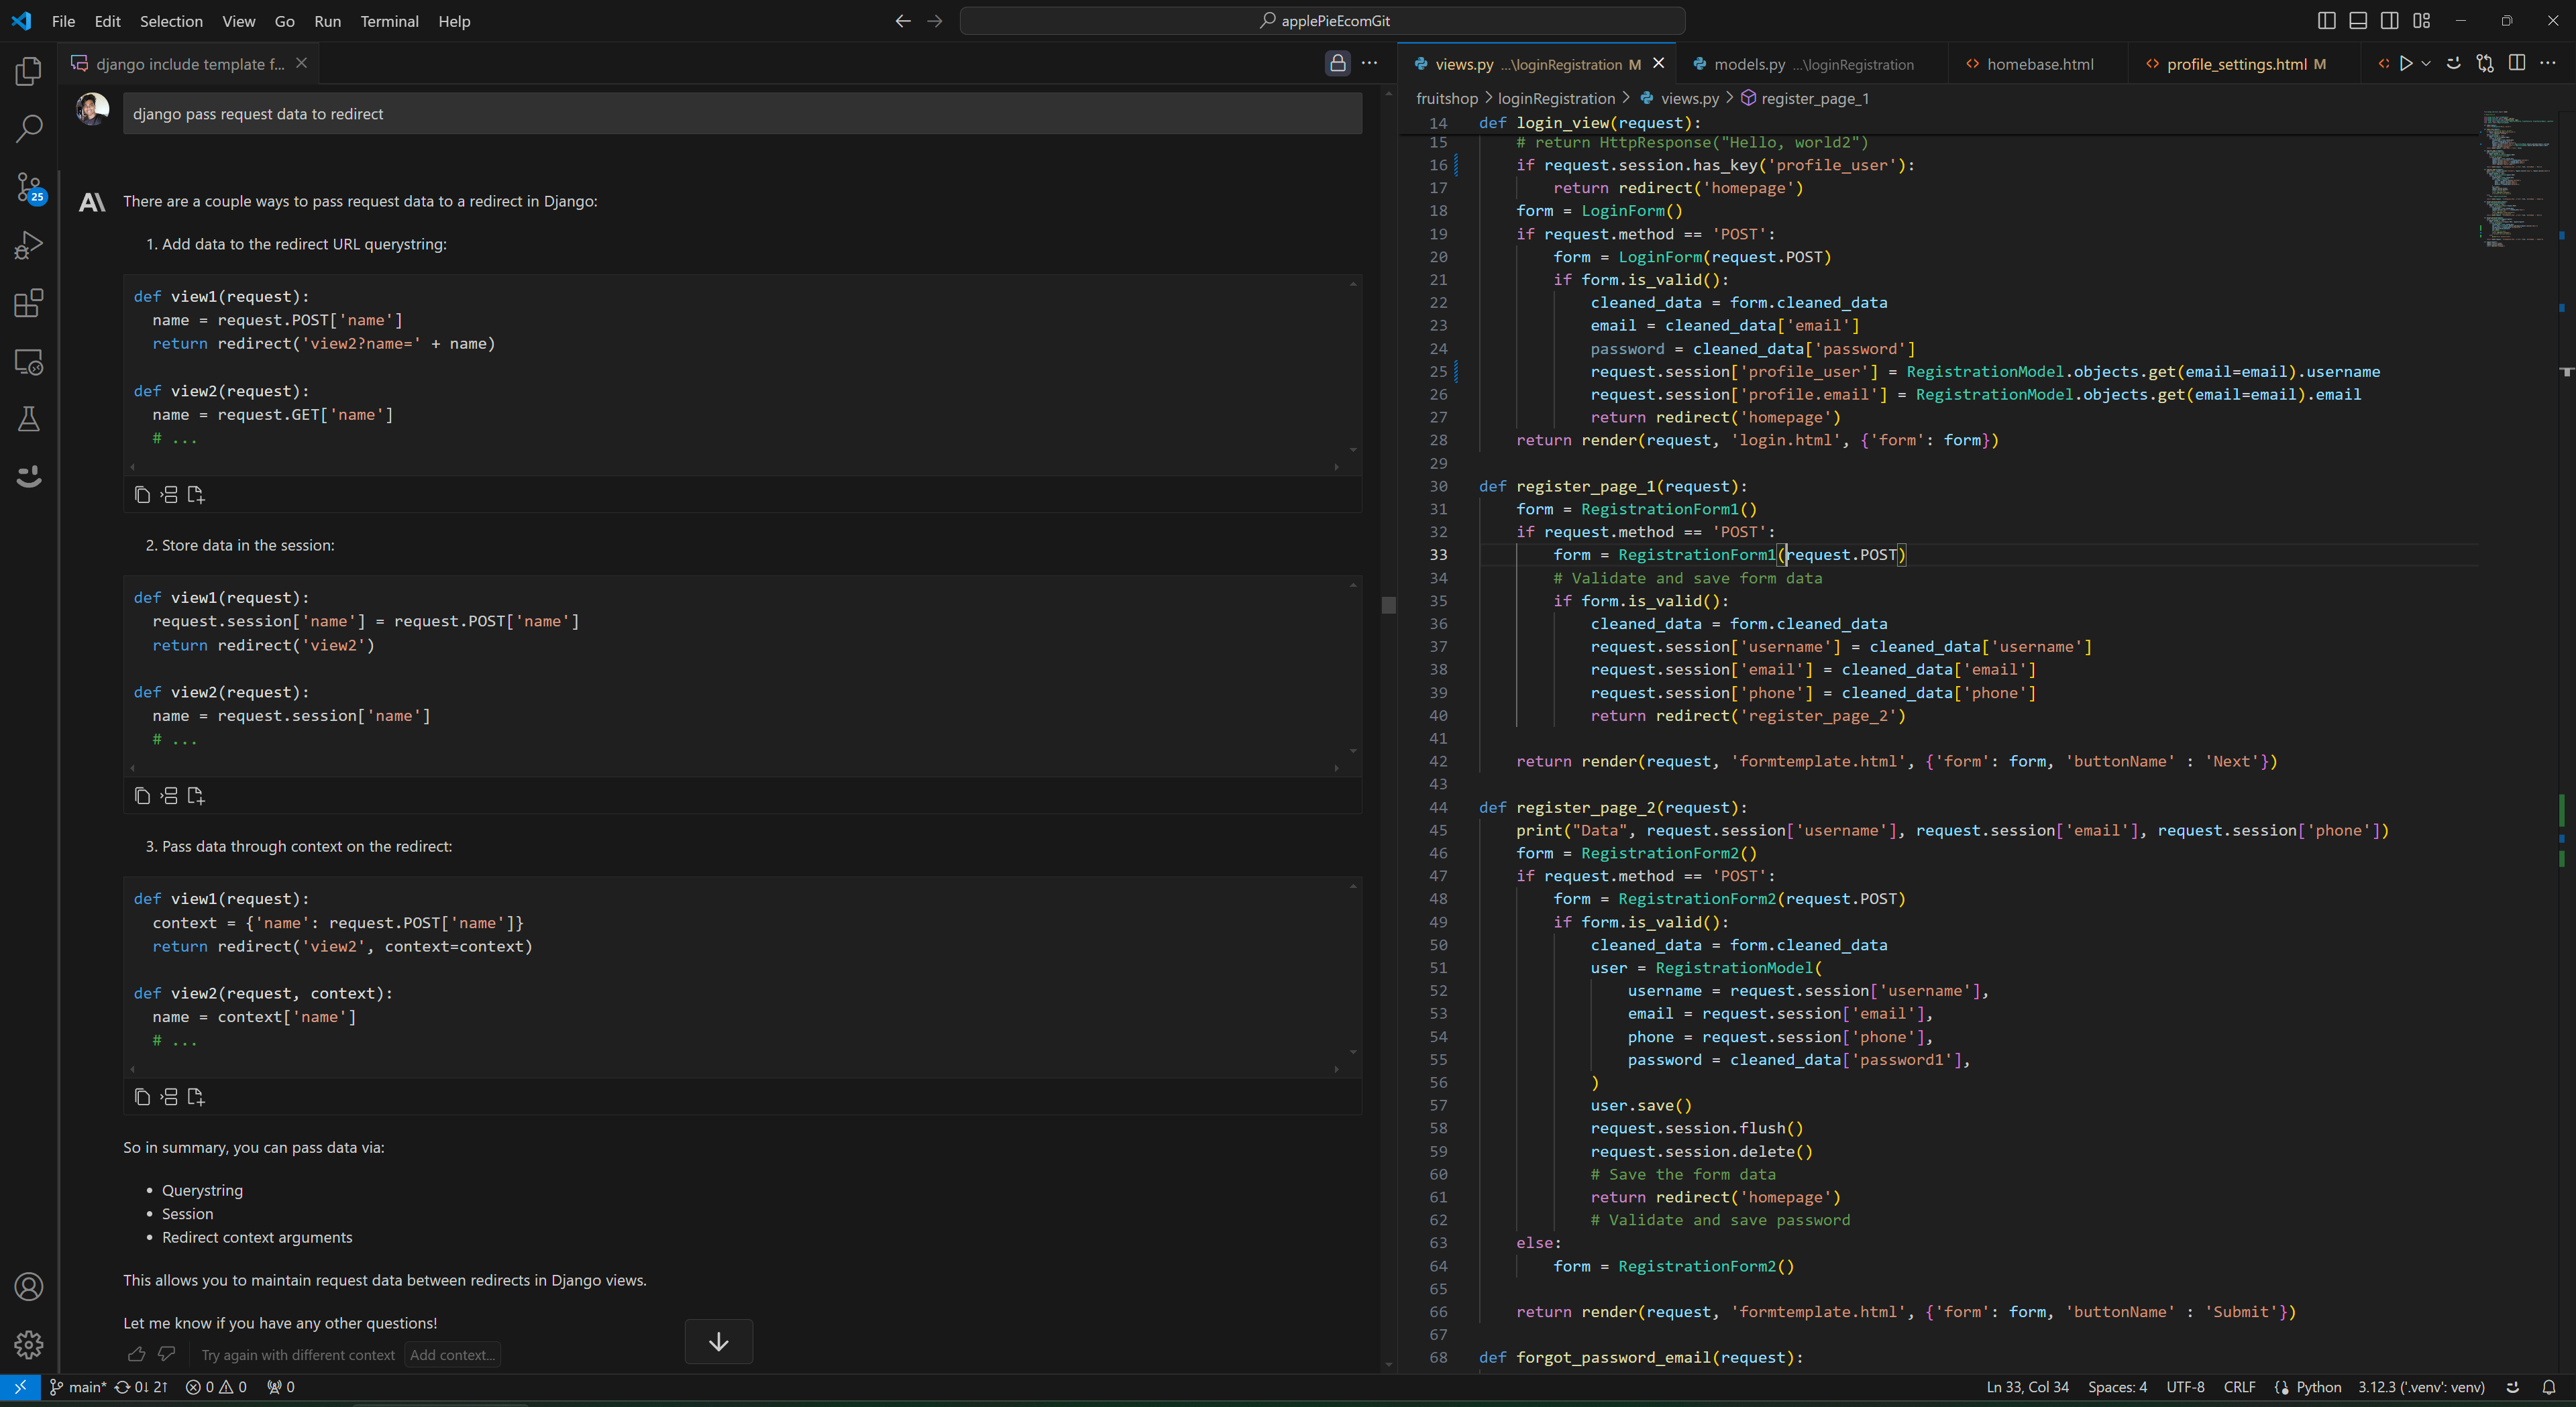 File Edit Selection View Go Run Terminal Help
applePieEcomGit
django include template f...
django pass request data to redirect
There are a couple ways to pass request data to a redirect in Django:
1. Add data to the redirect URL querystring:
def view1(request):
name = request.POST['name']
return redirect('view2?name=' + name)
def view2(request):
name = request.GET['name']
# ...
2. Store data in the session:
def view1(request):
request.session['name'] = request.POST['name']
return redirect('view2')
def view2(request):
name = request.session['name']
# ...
3. Pass data through context on the redirect:
def view1(request):
context = {'name': request.POST['name']}
return redirect('view2', context=context)
def view2(request, context):
name = context['name']
# ...
So in summary, you can pass data via:
• Querystring
• Session
• Redirect context arguments
This allows you to maintain request data between redirects in Django views.
Let me know if you have any other questions!
Try again with different context Add context...
25
views.py ...\loginRegistration M
models.py ...\loginRegistration
homebase.html
profile_settings.html M
fruitshop > loginRegistration > views.py > register_page_1
14 def login_view(request):
15 # return HttpResponse("Hello, world2")
16 if request.session.has_key('profile_user'):
17 return redirect('homepage')
18 form = LoginForm()
19 if request.method == 'POST':
20 form = LoginForm(request.POST)
21 if form.is_valid():
22 cleaned_data = form.cleaned_data
23 email = cleaned_data['email']
24 password = cleaned_data['password']
25 request.session['profile_user'] = RegistrationModel.objects.get(email=email).username
26 request.session['profile.email'] = RegistrationModel.objects.get(email=email).email
27 return redirect('homepage')
28 return render(request, 'login.html', {'form': form})
29
30 def register_page_1(request):
31 form = RegistrationForm1()
32 if request.method == 'POST':
33 form = RegistrationForm1(request.POST)
34 # Validate and save form data
35 if form.is_valid():
36 cleaned_data = form.cleaned_data
37 request.session['username'] = cleaned_data['username']
38 request.session['email'] = cleaned_data['email']
39 request.session['phone'] = cleaned_data['phone']
40 return redirect('register_page_2')
41
42 return render(request, 'formtemplate.html', {'form': form, 'buttonName' : 'Next'})
43
44 def register_page_2(request):
45 print("Data", request.session['username'], request.session['email'], request.session['phone'])
46 form = RegistrationForm2()
47 if request.method == 'POST':
48 form = RegistrationForm2(request.POST)
49 if form.is_valid():
50 cleaned_data = form.cleaned_data
51 user = RegistrationModel(
52 username = request.session['username'],
53 email = request.session['email'],
54 phone = request.session['phone'],
55 password = cleaned_data['password1'],
56 )
57 user.save()
58 request.session.flush()
59 request.session.delete()
60 # Save the form data
61 return redirect('homepage')
62 # Validate and save password
63 else:
64 form = RegistrationForm2()
65
66 return render(request, 'formtemplate.html', {'form': form, 'buttonName' : 'Submit'})
67
68 def forgot_password_email(request):
main* 0↓ 2↑ 0 0 0
Ln 33, Col 34 Spaces: 4 UTF-8 CRLF Python 3.12.3 ('.venv': venv)